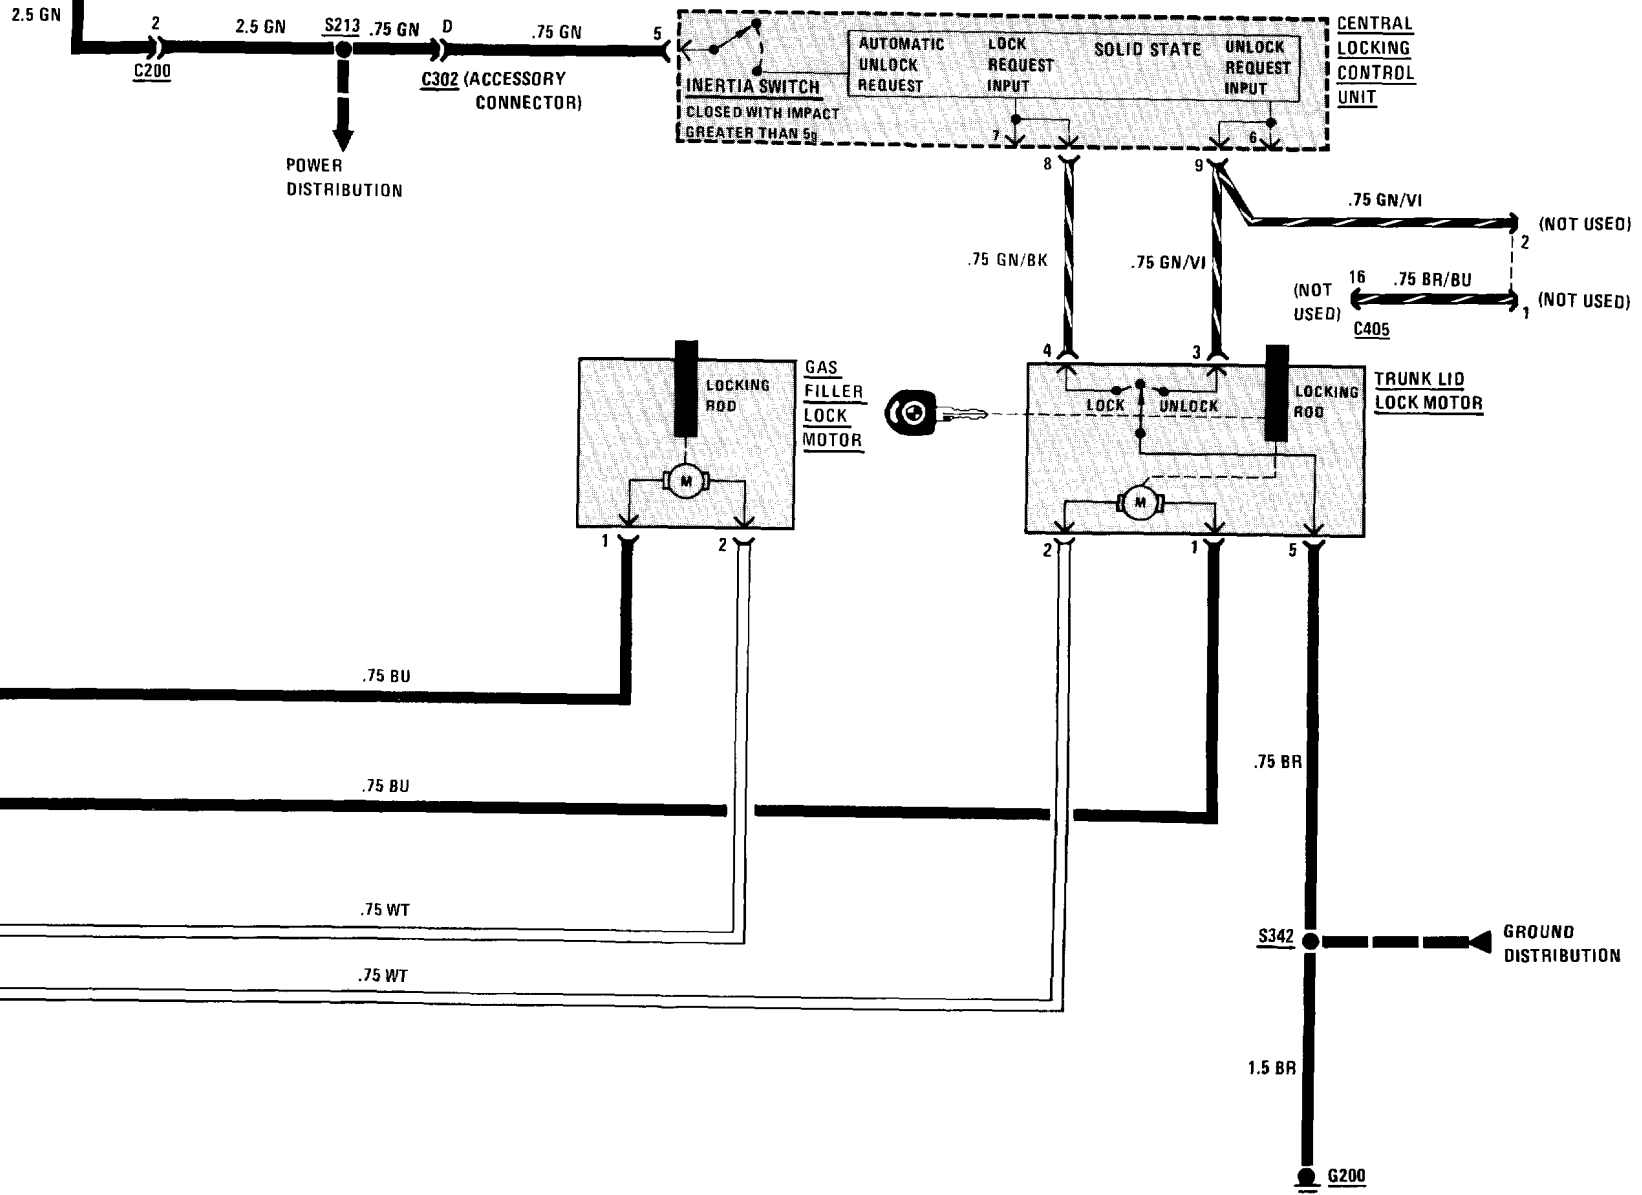 2.5 GN
2
2.5 GN
S213
.75 GN
D
.75 GN
5
C200
C302 (ACCESSORY
CONNECTOR)
POWER
DISTRIBUTION
INERTIA SWITCH
CLOSED WITH IMPACT
GREATER THAN 5g
AUTOMATIC
UNLOCK
REQUEST
LOCK
REQUEST
INPUT
SOLID STATE
UNLOCK
REQUEST
INPUT
CENTRAL
LOCKING
CONTROL
UNIT
7
6
8
9
.75 GN/BK
.75 GN/VI
.75 GN/VI
(NOT USED)
2
(NOT
USED)
16
.75 BR/BU
C405
(NOT USED)
1
4
3
LOCKING
ROD
M
GAS
FILLER
LOCK
MOTOR
LOCK
UNLOCK
LOCKING
ROD
M
TRUNK LID
LOCK MOTOR
1
2
2
1
5
.75 BU
.75 BU
.75 BR
.75 WT
.75 WT
S342
GROUND
DISTRIBUTION
1.5 BR
G200